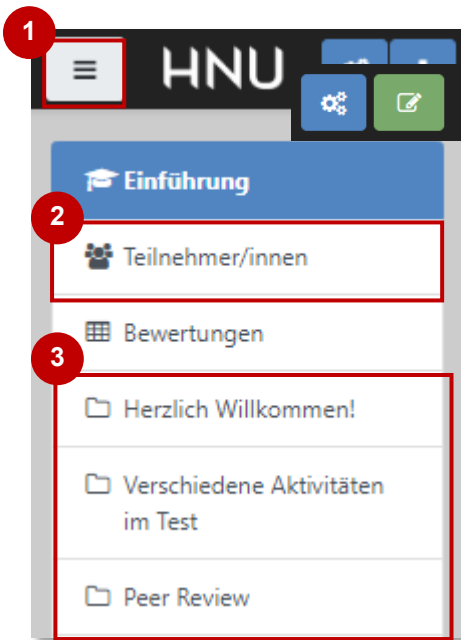 1
HNU
Einführung
2
Teilnehmer/innen
Bewertungen
3
Herzlich Willkommen!
Verschiedene Aktivitäten
im Test
Peer Review